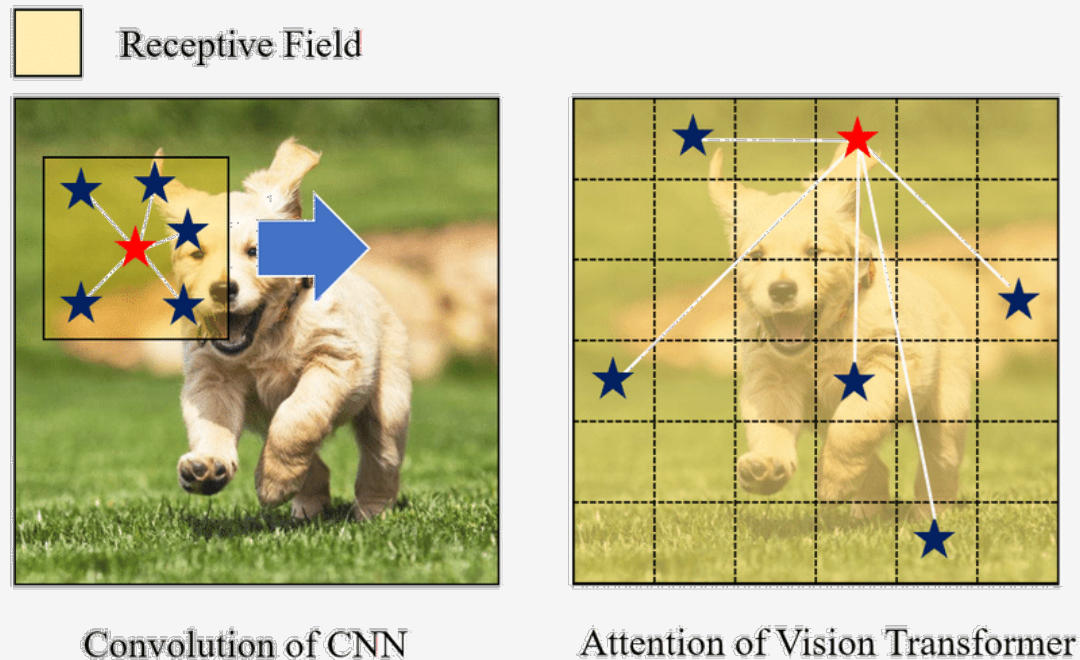 Receptive Field
Convolution of CNN
Attention of Vision Transformer